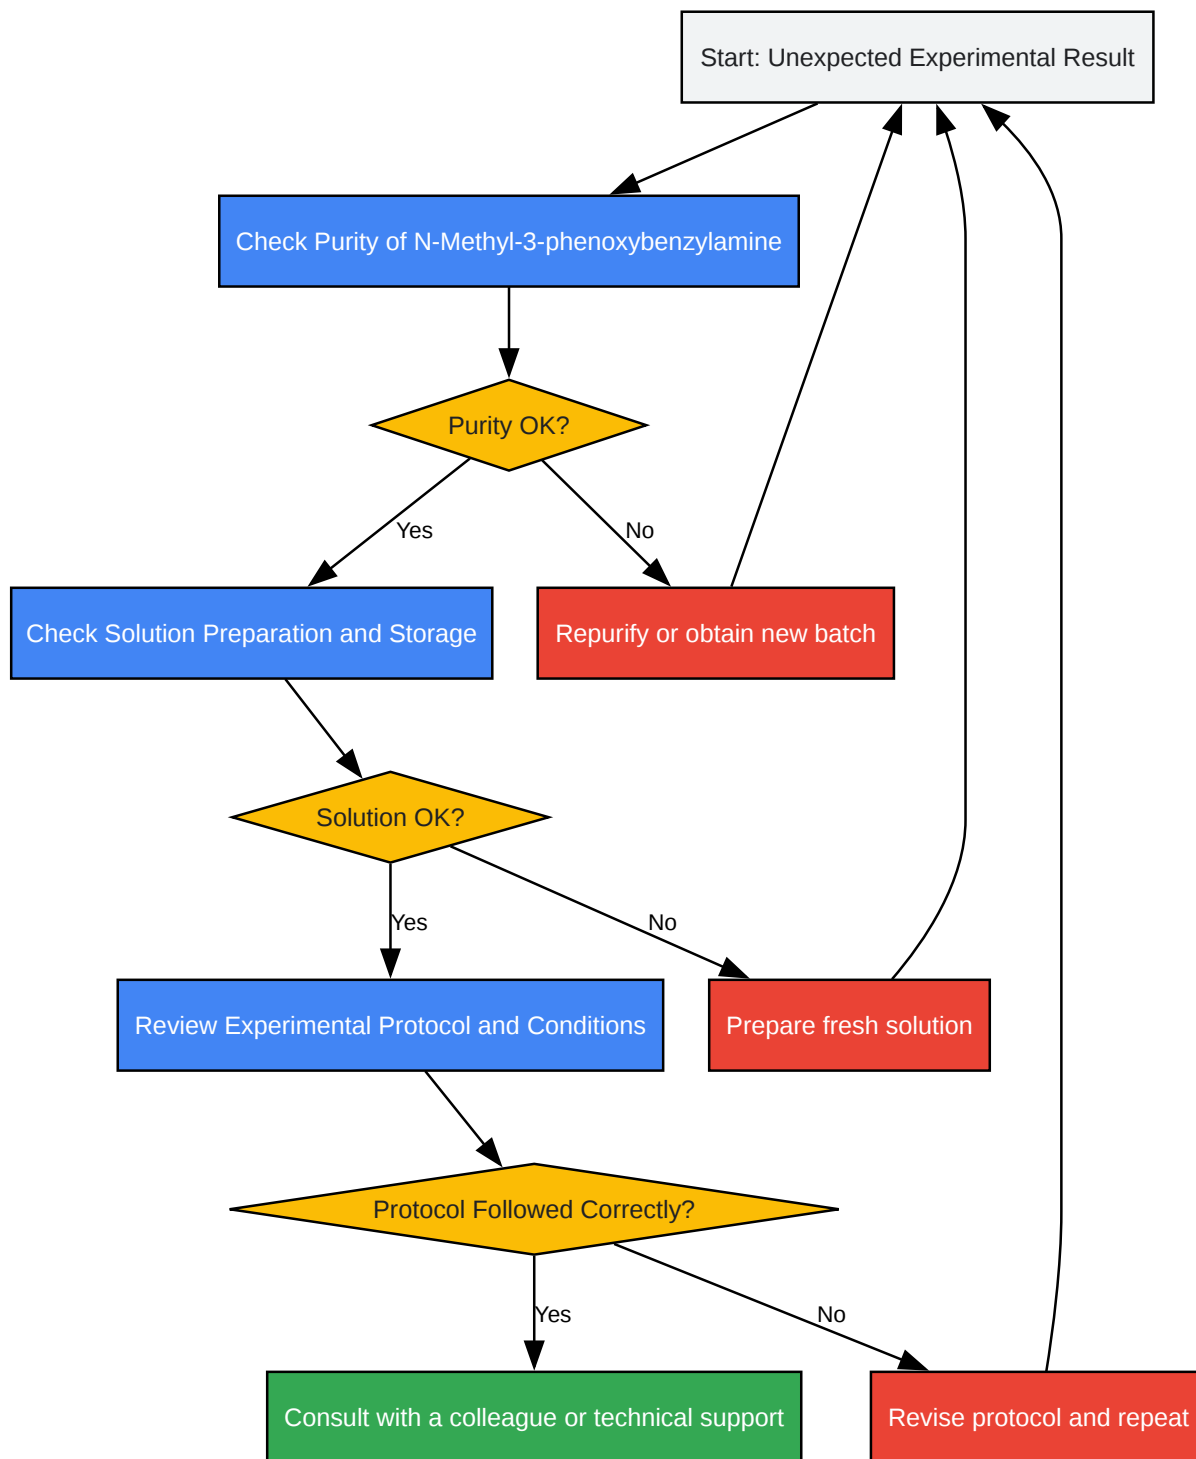 Start: Unexpected Experimental Result
Check Purity of N-Methyl-3-phenoxybenzylamine
Purity OK?
Yes
No
Check Solution Preparation and Storage
Repurify or obtain new batch
Solution OK?
Yes
No
Review Experimental Protocol and Conditions
Prepare fresh solution
Protocol Followed Correctly?
Yes
No
Consult with a colleague or technical support
Revise protocol and repeat